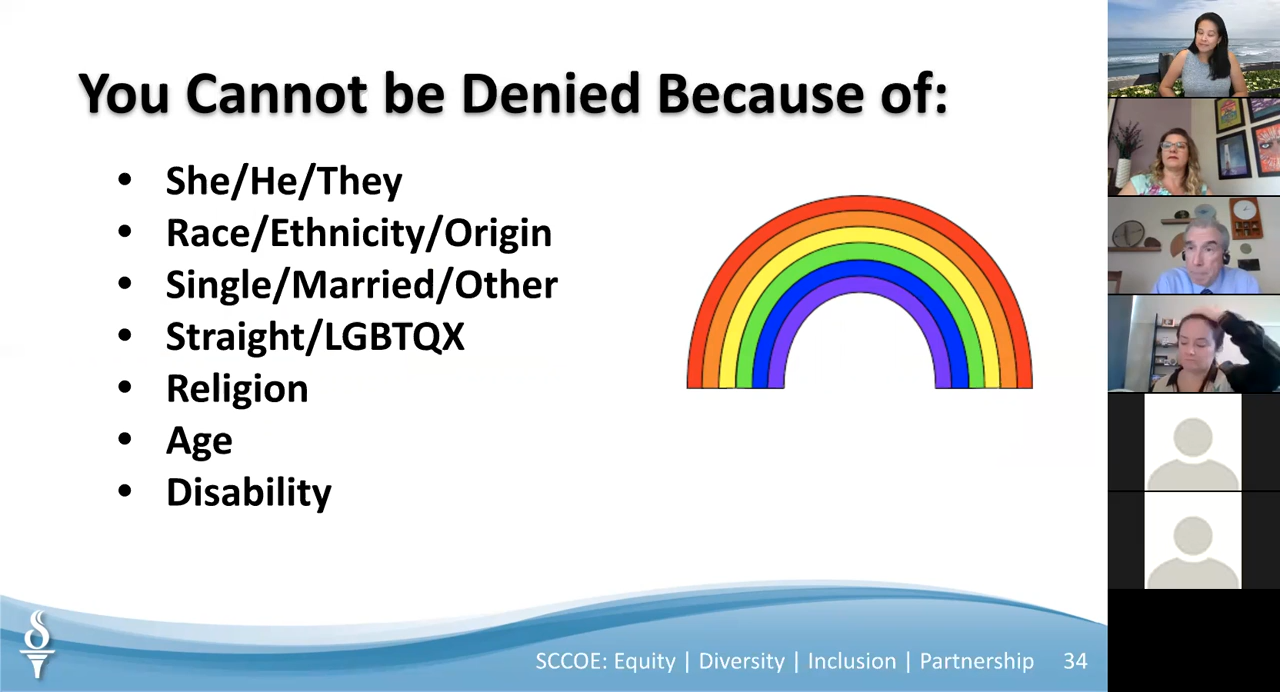 You Cannot be Denied Because of:
• She/He/They
• Race/Ethnicity/Origin
• Single/Married/Other
• Straight/LGBTQX
• Religion
• Age
• Disability
SCCOE: Equity | Diversity | Inclusion | Partnership 34